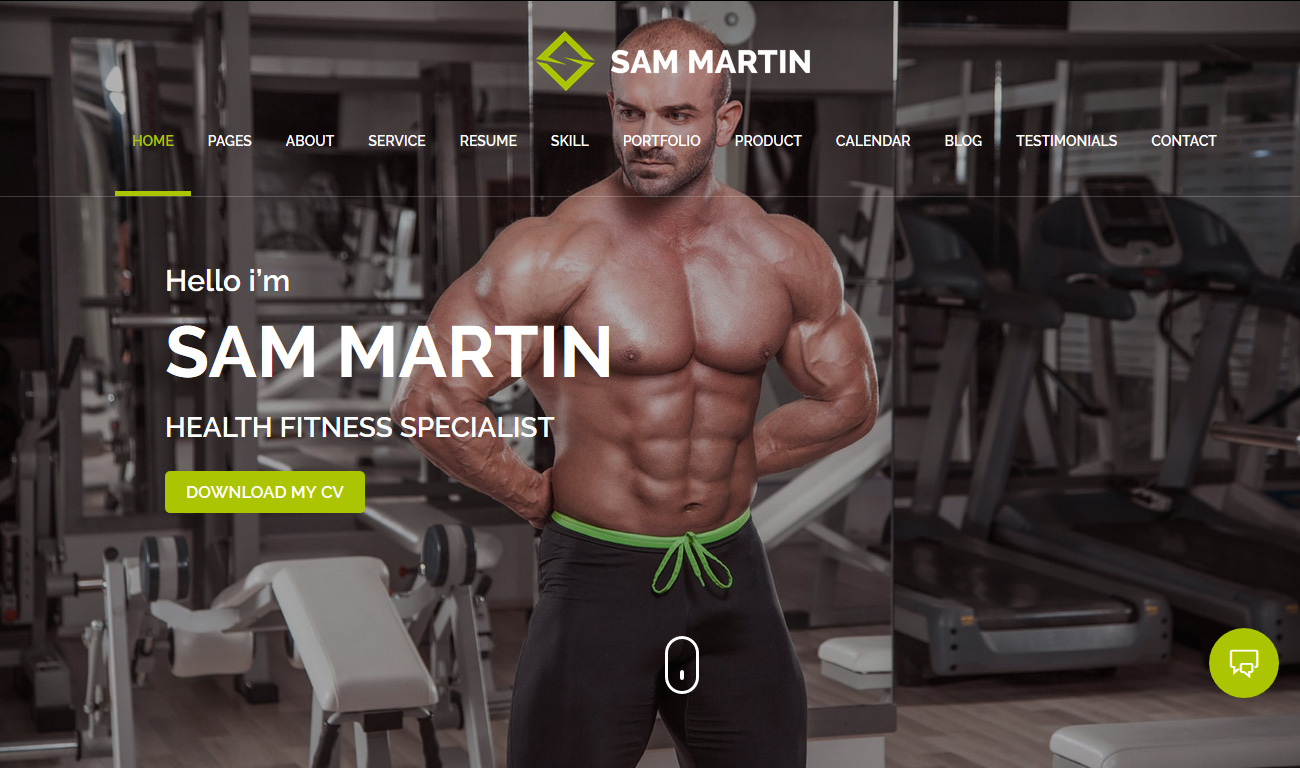 SAM MARTIN
HOME PAGES ABOUT SERVICE RESUME SKILL PORTFOLIO PRODUCT CALENDAR BLOG TESTIMONIALS CONTACT
Hello i’m
SAM MARTIN
HEALTH FITNESS SPECIALIST
DOWNLOAD MY CV